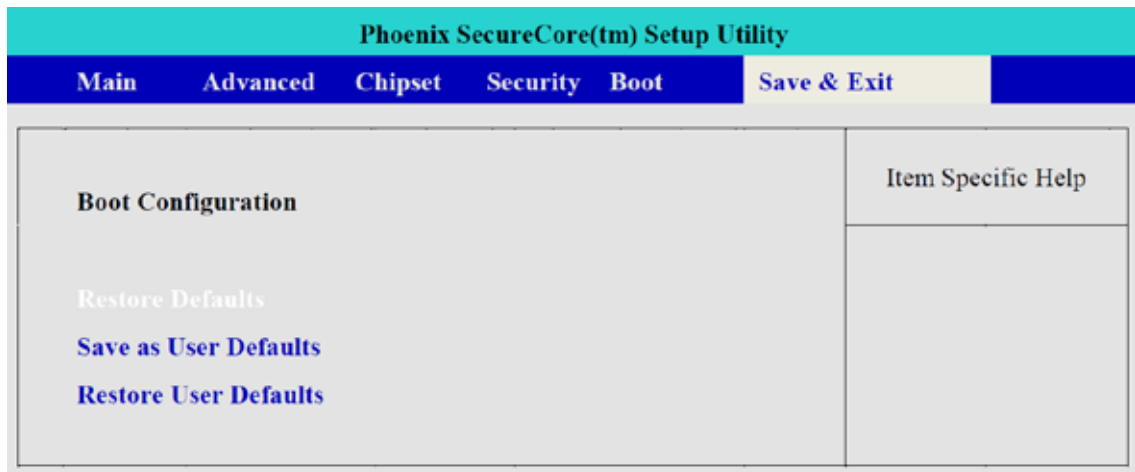 Phoenix SecureCore(tm) Setup Utility
Main Advanced Chipset Security Boot Save & Exit
Item Specific Help
Boot Configuration
Restore Defaults
Save as User Defaults
Restore User Defaults